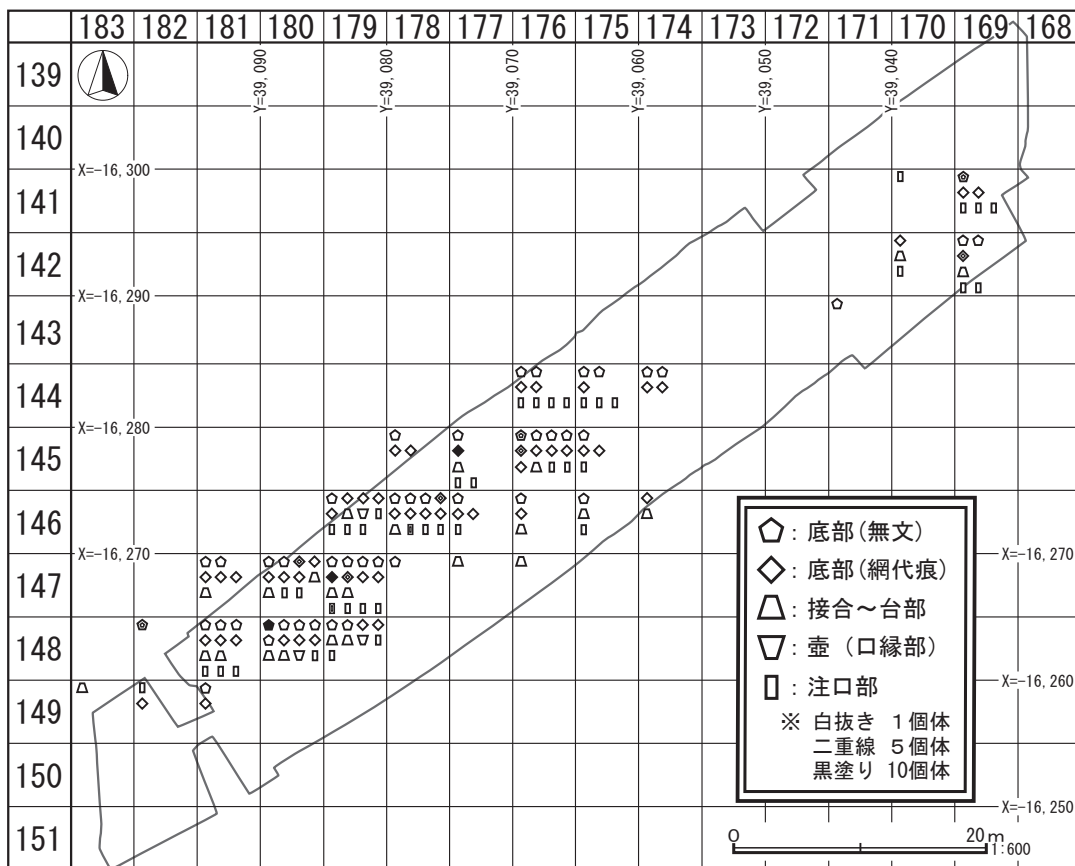 183 182 181 180 179 178 177 176 175 174 173 172 171 170 169 168
139
140
141
142
143
144
145
146
147
148
149
150
151
Y=39,090
Y=39,080
Y=39,070
Y=39,060
Y=39,050
Y=39,040
X=-16,300
X=-16,290
X=-16,280
X=-16,270
X=-16,270
X=-16,260
X=-16,250
：底部(無文)
：底部(網代痕)
：接合～台部
：壺（口縁部）
：注口部
※ 白抜き 1個体
二重線 5個体
黒塗り 10個体
0 20m
1:600